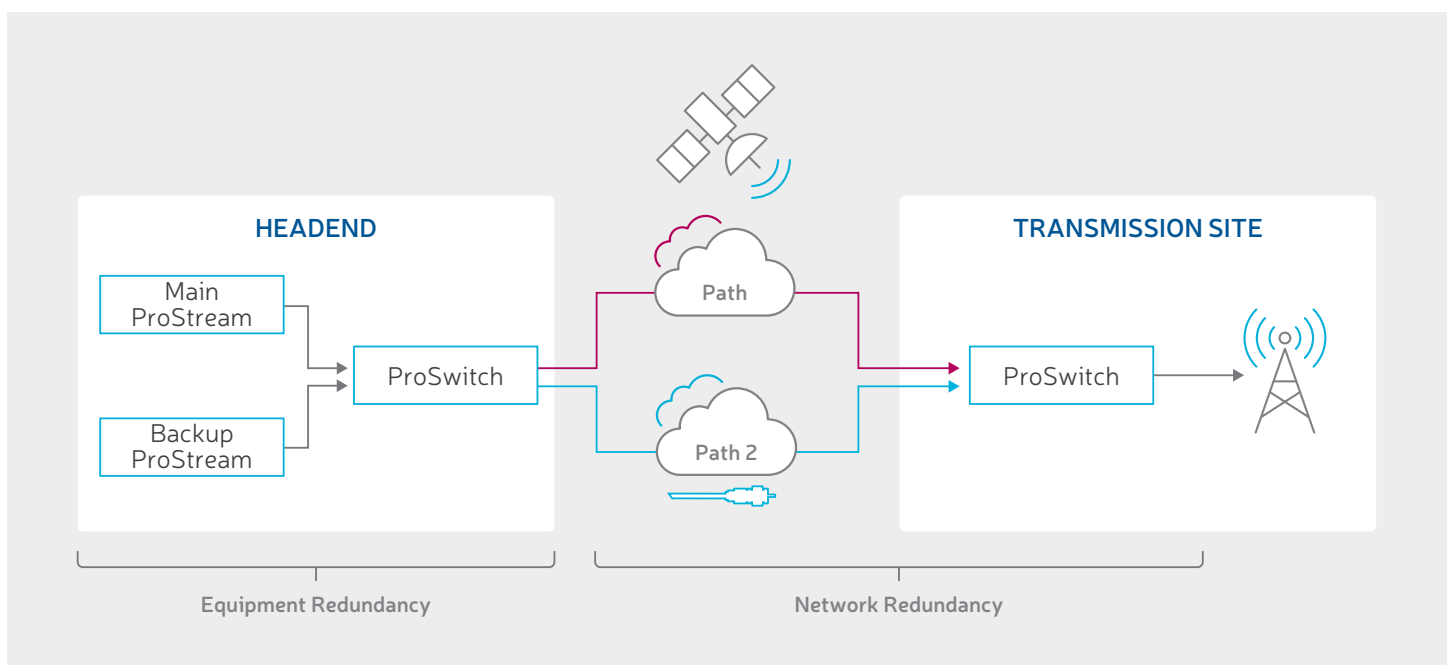 HEADEND
Main
ProStream
Backup
ProStream
ProSwitch
Path
Path 2
TRANSMISSION SITE
ProSwitch
Equipment Redundancy
Network Redundancy